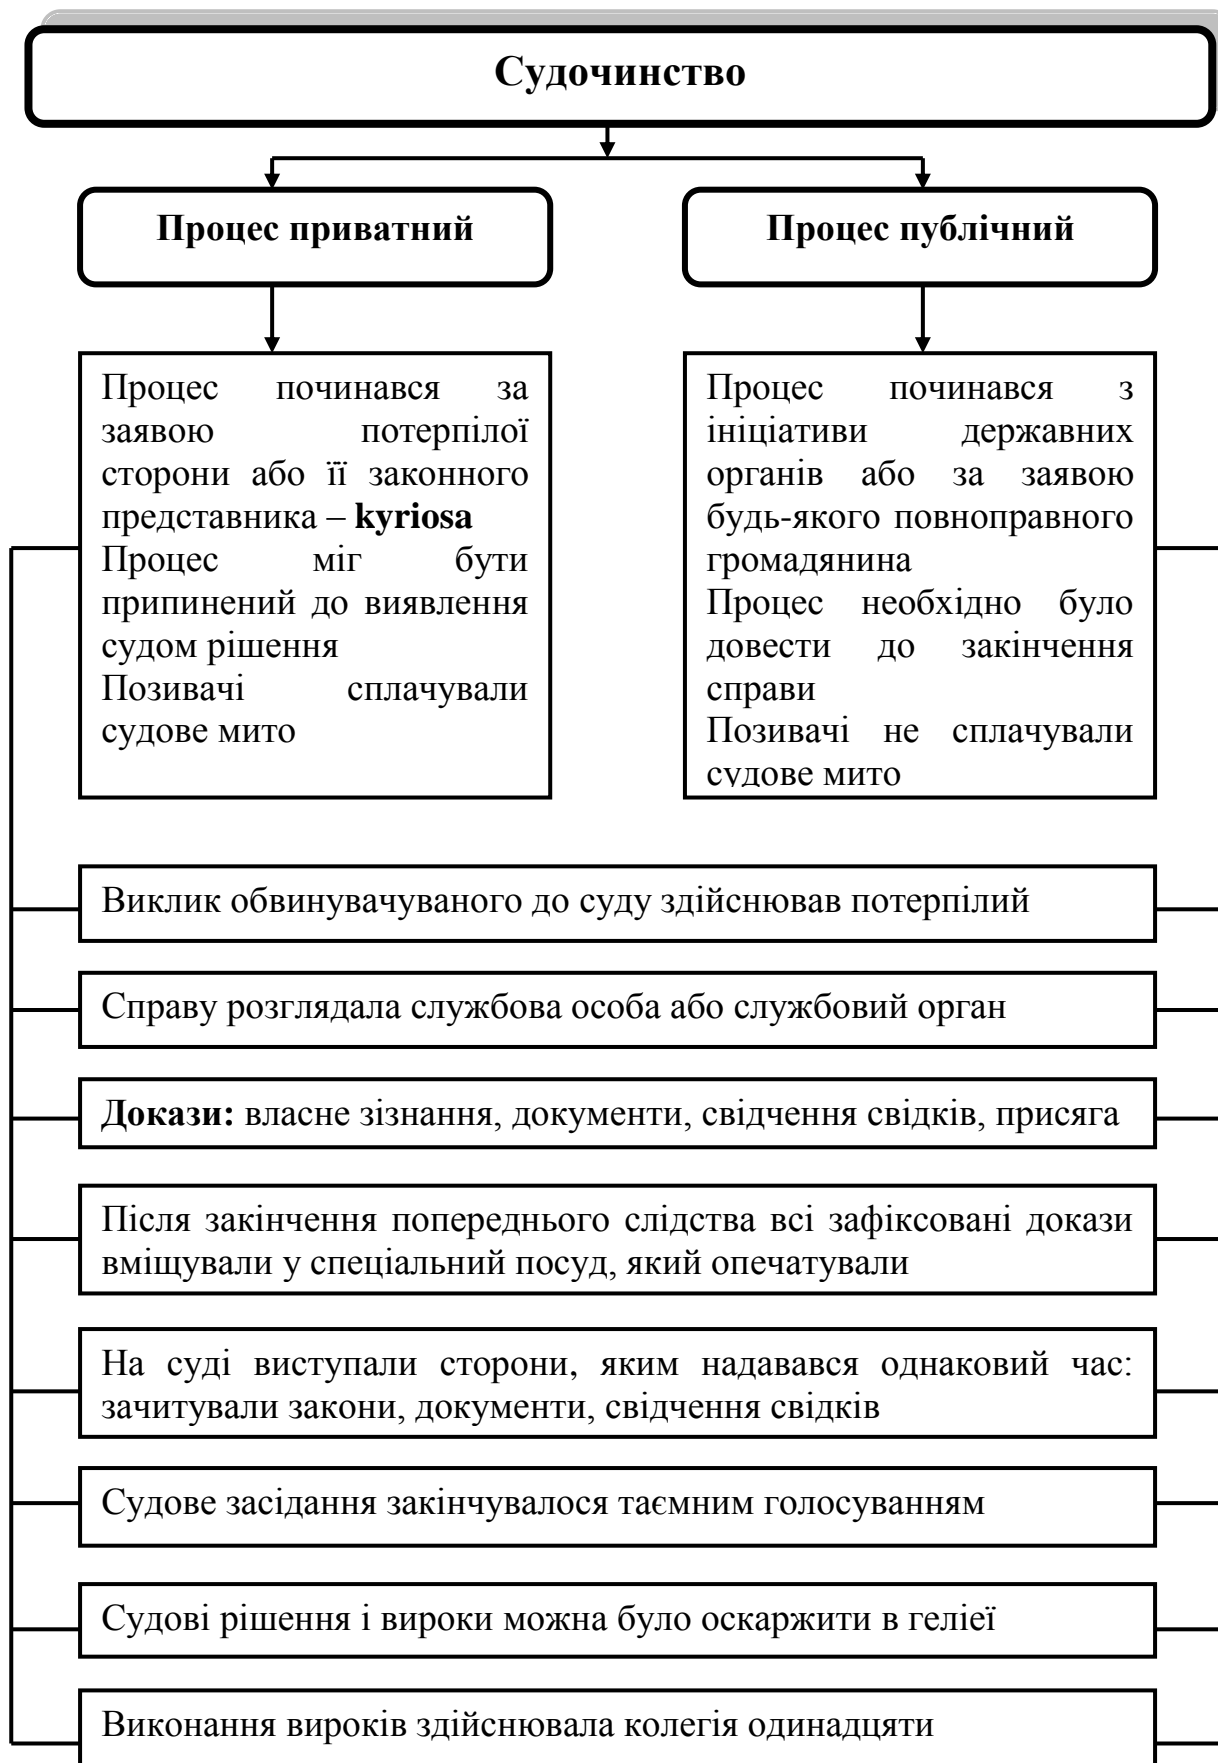 Судочинство
Процес приватний
Процес публічний
Процес починався за
заявою потерпілої
сторони або її законного
представника – kyriosa
Процес міг бути
припинений до виявлення
судом рішення
Позивачі сплачували
судове мито
Процес починався з
ініціативи державних
органів або за заявою
будь-якого повноправного
громадянина
Процес необхідно було
довести до закінчення
справи
Позивачі не сплачували
судове мито
Виклик обвинувачуваного до суду здійснював потерпілий
Справу розглядала службова особа або службовий орган
Докази: власне зізнання, документи, свідчення свідків, присяга
Після закінчення попереднього слідства всі зафіксовані докази
вміщували у спеціальний посуд, який опечатували
На суді виступали сторони, яким надавався однаковий час:
зачитували закони, документи, свідчення свідків
Судове засідання закінчувалося таємним голосуванням
Судові рішення і вироки можна було оскаржити в геліеї
Виконання вироків здійснювала колегія одинадцяти